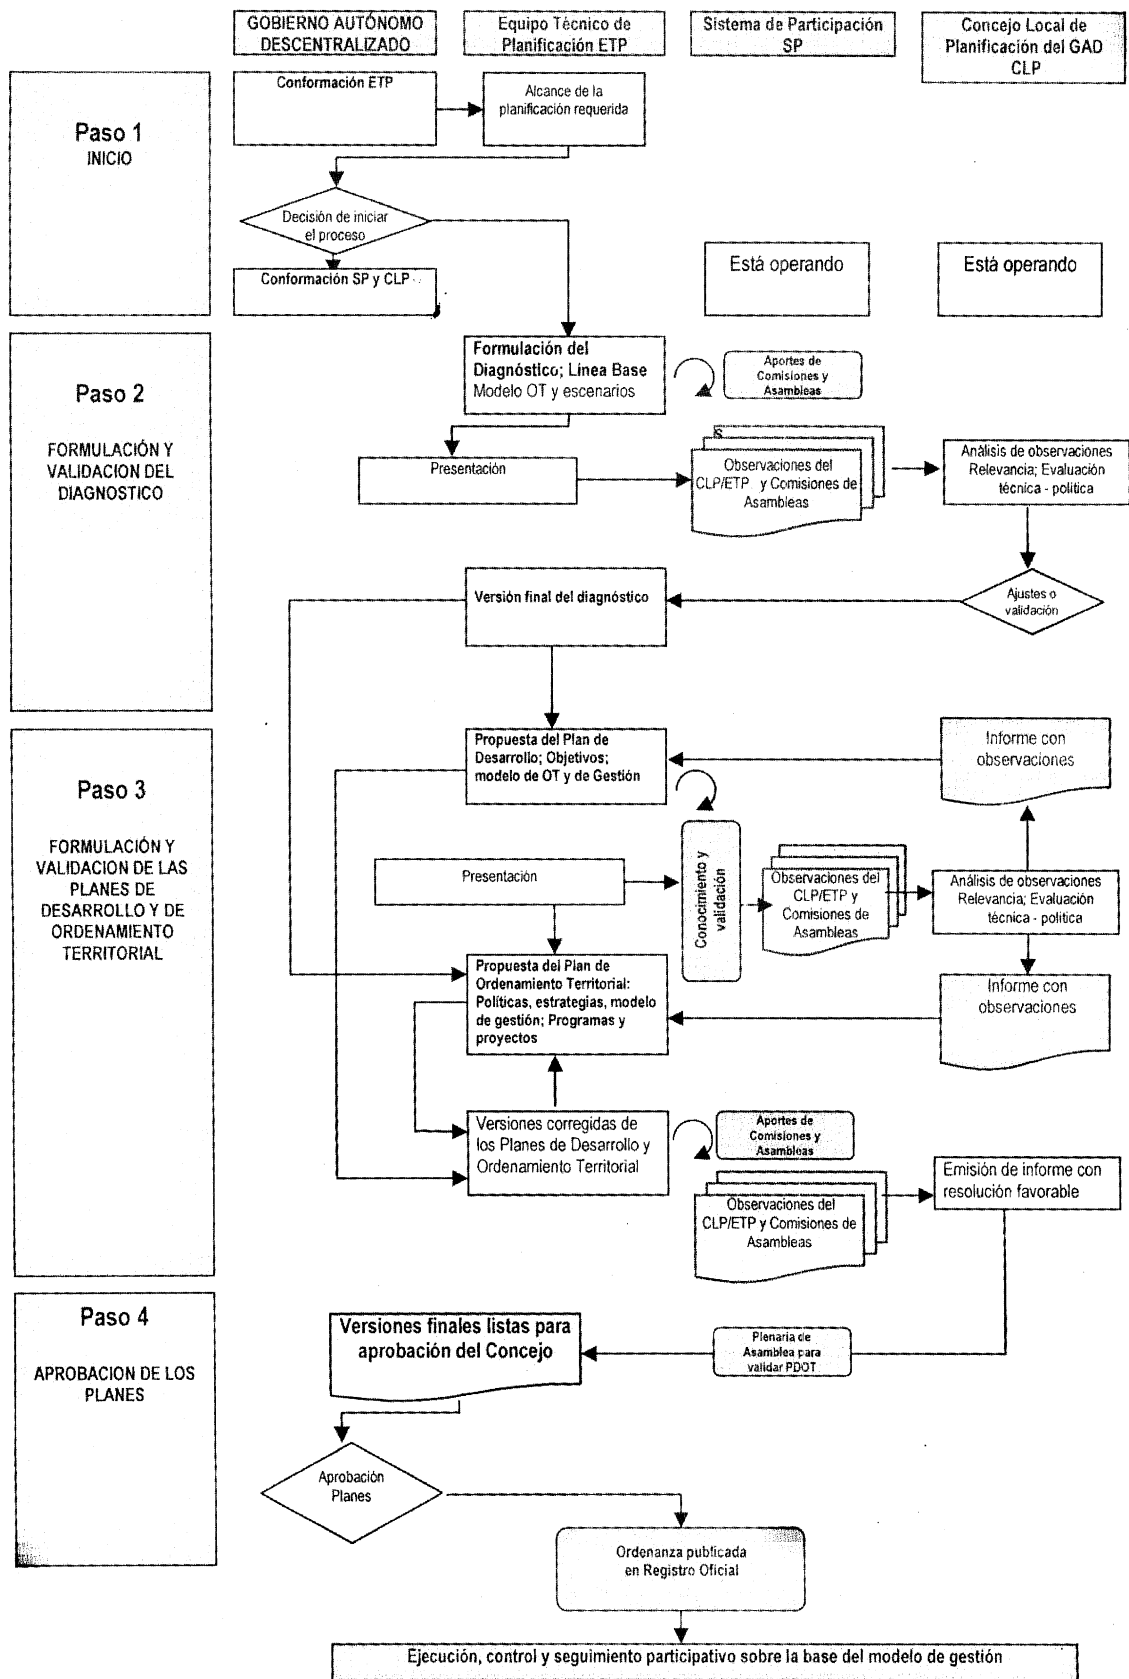 GOBIERNO AUTÓNOMO
DESCENTRALIZADO
Equipo Técnico de
Planificación ETP
Sistema de Participación
SP
Concejo Local de
Planificación del GAD
CLP
Paso 1
INICIO
Conformación ETP
Alcance de la
planificación requerida
Decisión de iniciar
el proceso
Conformación SP y CLP
Está operando
Está operando
Paso 2
FORMULACIÓN Y
VALIDACION DEL
DIAGNOSTICO
Formulación del
Diagnóstico; Línea Base
Modelo OT y escenarios
Aportes de
Comisiones y
Asambleas
Presentación
s
Observaciones del
CLP/ETP y Comisiones de
Asambleas
Análisis de observaciones
Relevancia; Evaluación
técnica - politica
Versión final del diagnóstico
Ajustes o
validación
Paso 3
FORMULACIÓN Y
VALIDACION DE LAS
PLANES DE
DESARROLLO Y DE
ORDENAMIENTO
TERRITORIAL
Propuesta del Plan de
Desarrollo; Objetivos;
modelo de OT y de Gestión
Informe con
observaciones
Presentación
Conocimiento y
validación
Observaciones del
CLP/ETP y
Comisiones de
Asambleas
Análisis de observaciones
Relevancia; Evaluación
técnica - politica
Propuesta del Plan de
Ordenamiento Territorial:
Políticas, estrategias, modelo
de gestión; Programas y
proyectos
Informe con
observaciones
Versiones corregidas de
los Planes de Desarrollo y
Ordenamiento Territorial
Aportes de
Comisiones y
Asambleas
Observaciones del
CLP/ETP y Comisiones de
Asambleas
Emisión de informe con
resolución favorable
Paso 4
APROBACION DE LOS
PLANES
Versiones finales listas para
aprobación del Concejo
Plenaria de
Asamblea para
validar PDOT
Aprobación
Planes
Ordenanza publicada
en Registro Oficial
Ejecución, control y seguimiento participativo sobre la base del modelo de gestión